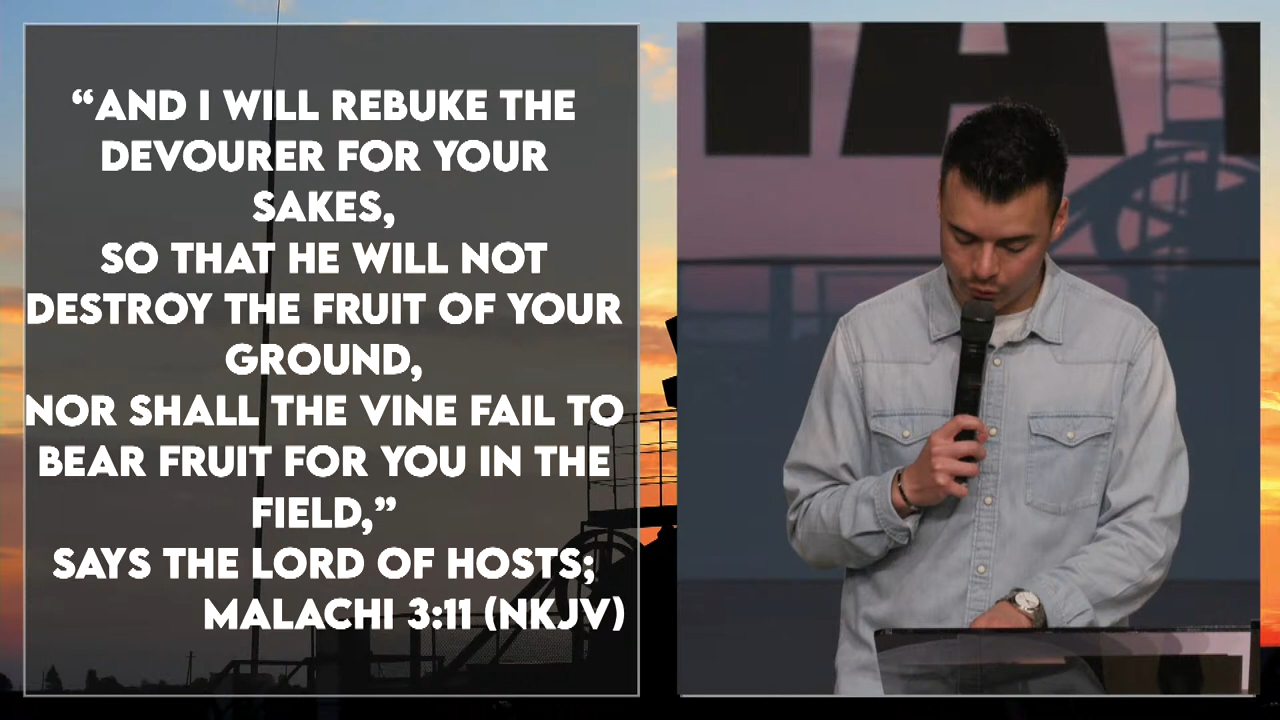 “AND I WILL REBUKE THE
DEVOURER FOR YOUR
SAKES,
SO THAT HE WILL NOT
DESTROY THE FRUIT OF YOUR
GROUND,
NOR SHALL THE VINE FAIL TO
BEAR FRUIT FOR YOU IN THE
FIELD,”
SAYS THE LORD OF HOSTS;
MALACHI 3:11 (NKJV)